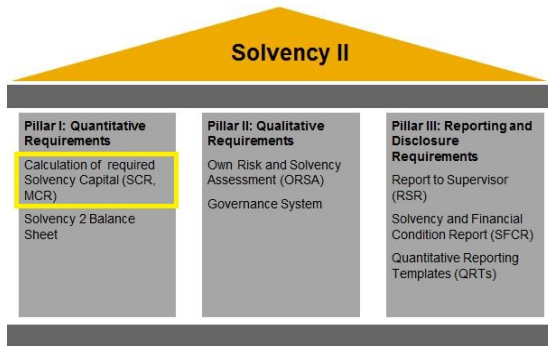 Solvency II
Pillar I: Quantitative
Requirements
Calculation of required
Solvency Capital (SCR,
MCR)
Solvency 2 Balance
Sheet
Pillar II: Qualitative
Requirements
Own Risk and Solvency
Assessment (ORSA)
Governance System
Pillar III: Reporting and
Disclosure
Requirements
Report to Supervisor
(RSR)
Solvency and Financial
Condition Report (SFCR)
Quantitative Reporting
Templates (QRTs)